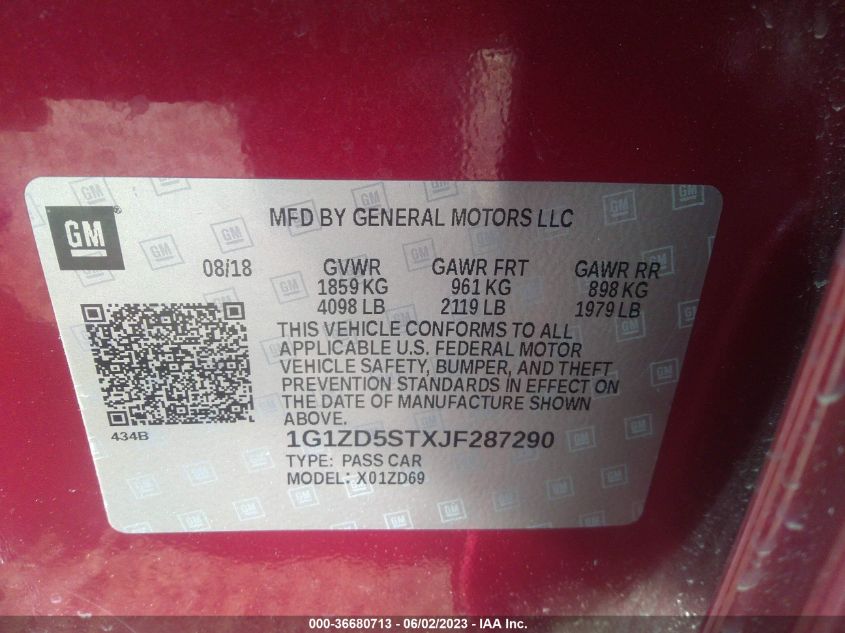 GM
MFD BY GENERAL MOTORS LLC
08/18 GVWR GAWR FRT GAWR RR
1859 KG 961 KG 898 KG
4098 LB 2119 LB 1979 LB
THIS VEHICLE CONFORMS TO ALL
APPLICABLE U.S. FEDERAL MOTOR
VEHICLE SAFETY, BUMPER, AND THEFT
PREVENTION STANDARDS IN EFFECT ON
THE DATE OF MANUFACTURE SHOWN
ABOVE.
434B
1G1ZD5STXJF287290
TYPE: PASS CAR
MODEL: X01ZD69
000-36680713 - 06/02/2023 - IAA Inc.